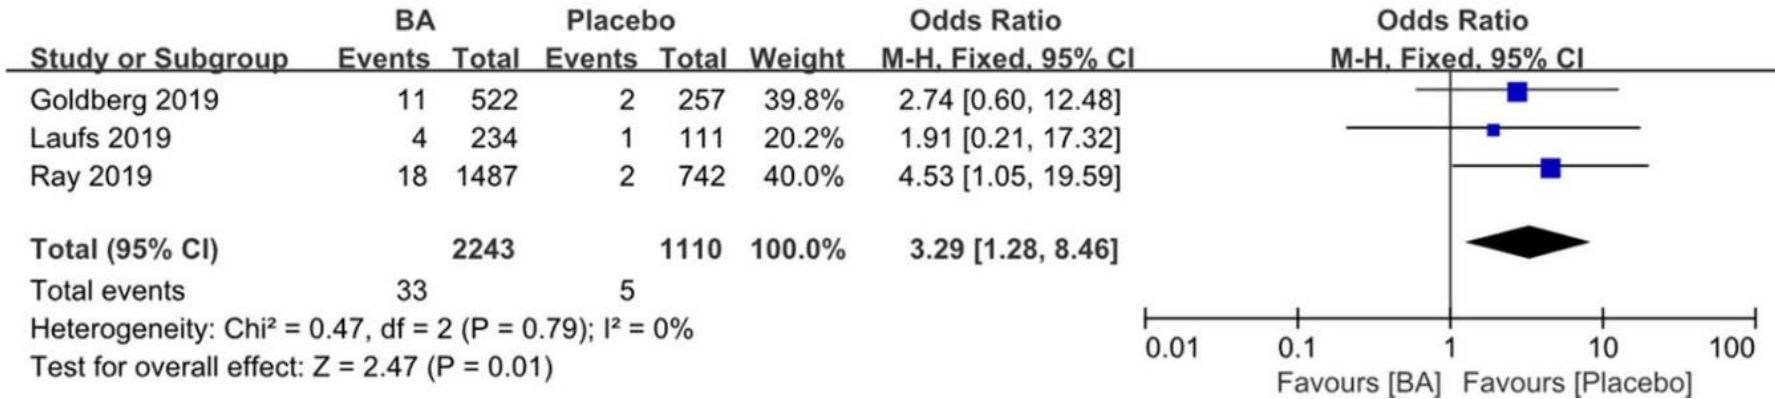 BA Placebo Odds Ratio Odds Ratio
Study or Subgroup Events Total Events Total Weight M-H, Fixed, 95% CI M-H, Fixed, 95% CI
Goldberg 2019 11 522 2 257 39.8% 2.74 [0.60, 12.48]
Laufs 2019 4 234 1 111 20.2% 1.91 [0.21, 17.32]
Ray 2019 18 1487 2 742 40.0% 4.53 [1.05, 19.59]
Total (95% CI) 2243 1110 100.0% 3.29 [1.28, 8.46]
Total events 33 5
Heterogeneity: Chi² = 0.47, df = 2 (P = 0.79); I² = 0%
Test for overall effect: Z = 2.47 (P = 0.01)
0.01 0.1 1 10 100
Favours [BA] Favours [Placebo]